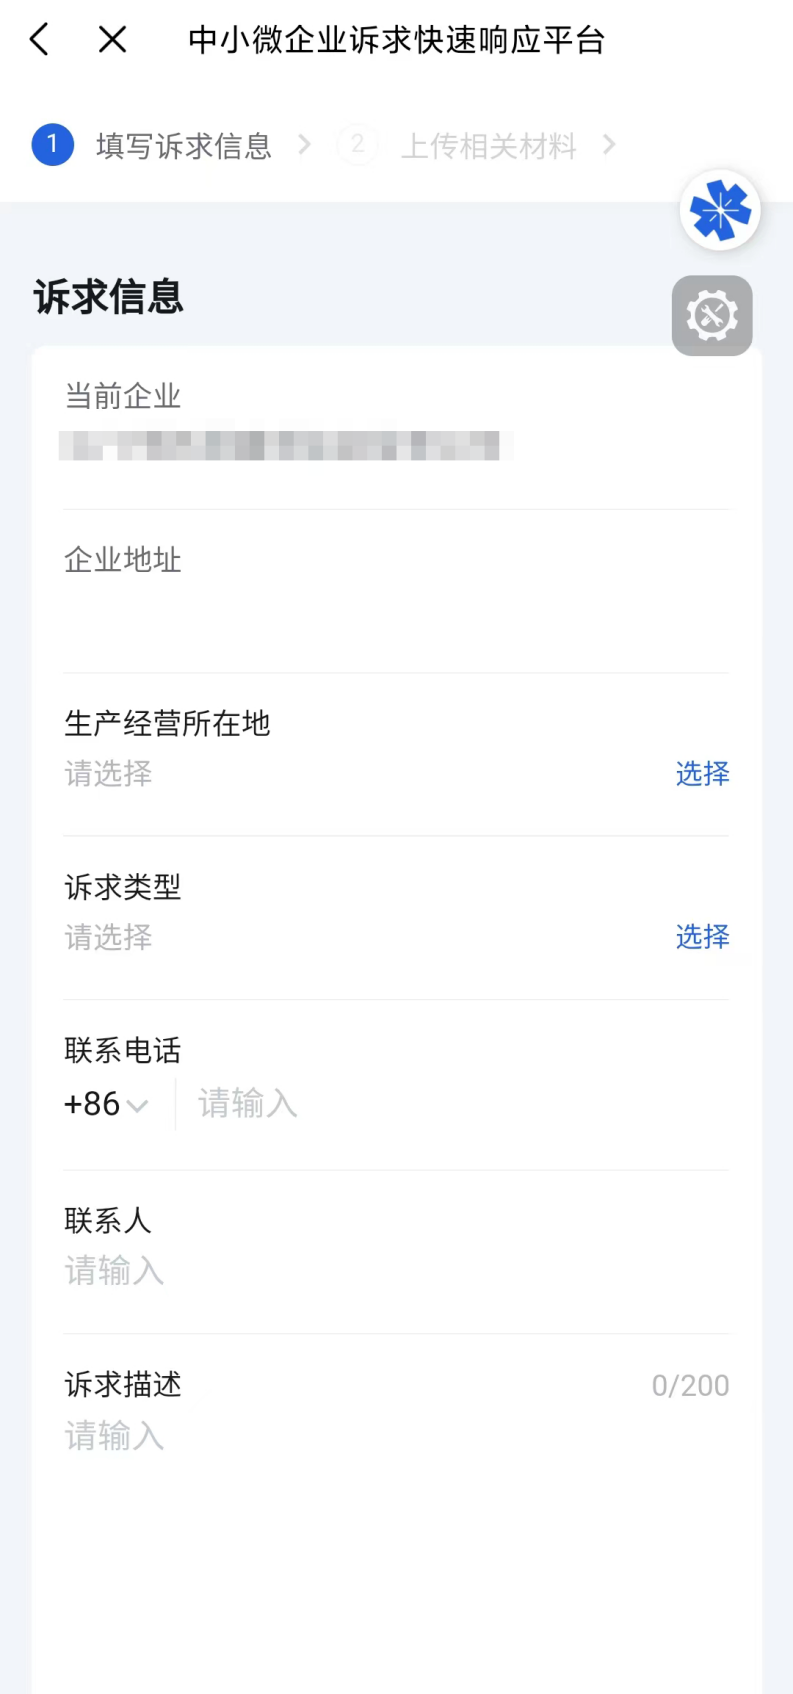 中小微企业诉求快速响应平台
1 填写诉求信息 2 上传相关材料
诉求信息
当前企业
企业地址
生产经营所在地
请选择 选择
诉求类型
请选择 选择
联系电话
+86 请输入
联系人
请输入
诉求描述 0/200
请输入